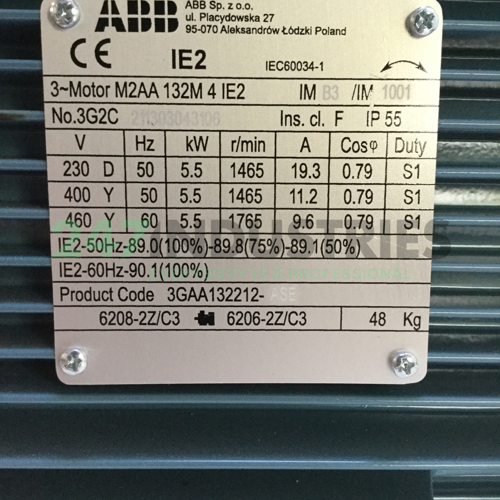 ABB
ABB Sp. z o.o.
ul. Placydowska 27
95-070 Aleksandrów Łódzki Poland
CE IE2 IEC60034-1
3~Motor M2AA 132M 4 IE2 IM B3 /IM 1001
No.3G2C 211303043106 Ins. cl. F IP 55
V Hz kW r/min A Cosφ Duty
230 D 50 5.5 1465 19.3 0.79 S1
400 Y 50 5.5 1465 11.2 0.79 S1
460 Y 60 5.5 1765 9.6 0.79 S1
247 INDUSTRIES
IE2-50Hz-89.0(100%)-89.8(75%)-89.1(50%)
IE2-60Hz-90.1(100%)
Product Code 3GAA132212-ASE
6208-2Z/C3 6206-2Z/C3 48 Kg